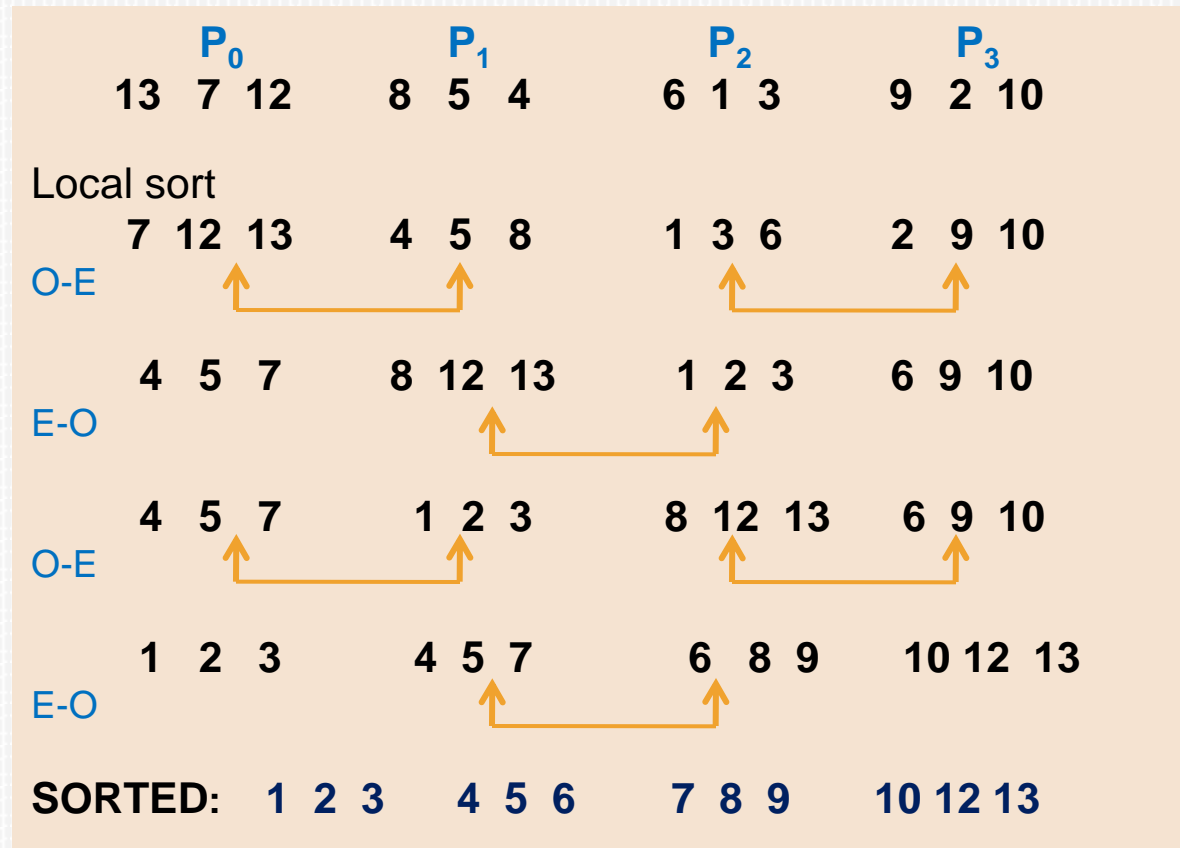 P0 P1 P2 P3
13 7 12 8 5 4 6 1 3 9 2 10
Local sort
7 12 13 4 5 8 1 3 6 2 9 10
O-E
4 5 7 8 12 13 1 2 3 6 9 10
E-O
4 5 7 1 2 3 8 12 13 6 9 10
O-E
1 2 3 4 5 7 6 8 9 10 12 13
E-O
SORTED: 1 2 3 4 5 6 7 8 9 10 12 13